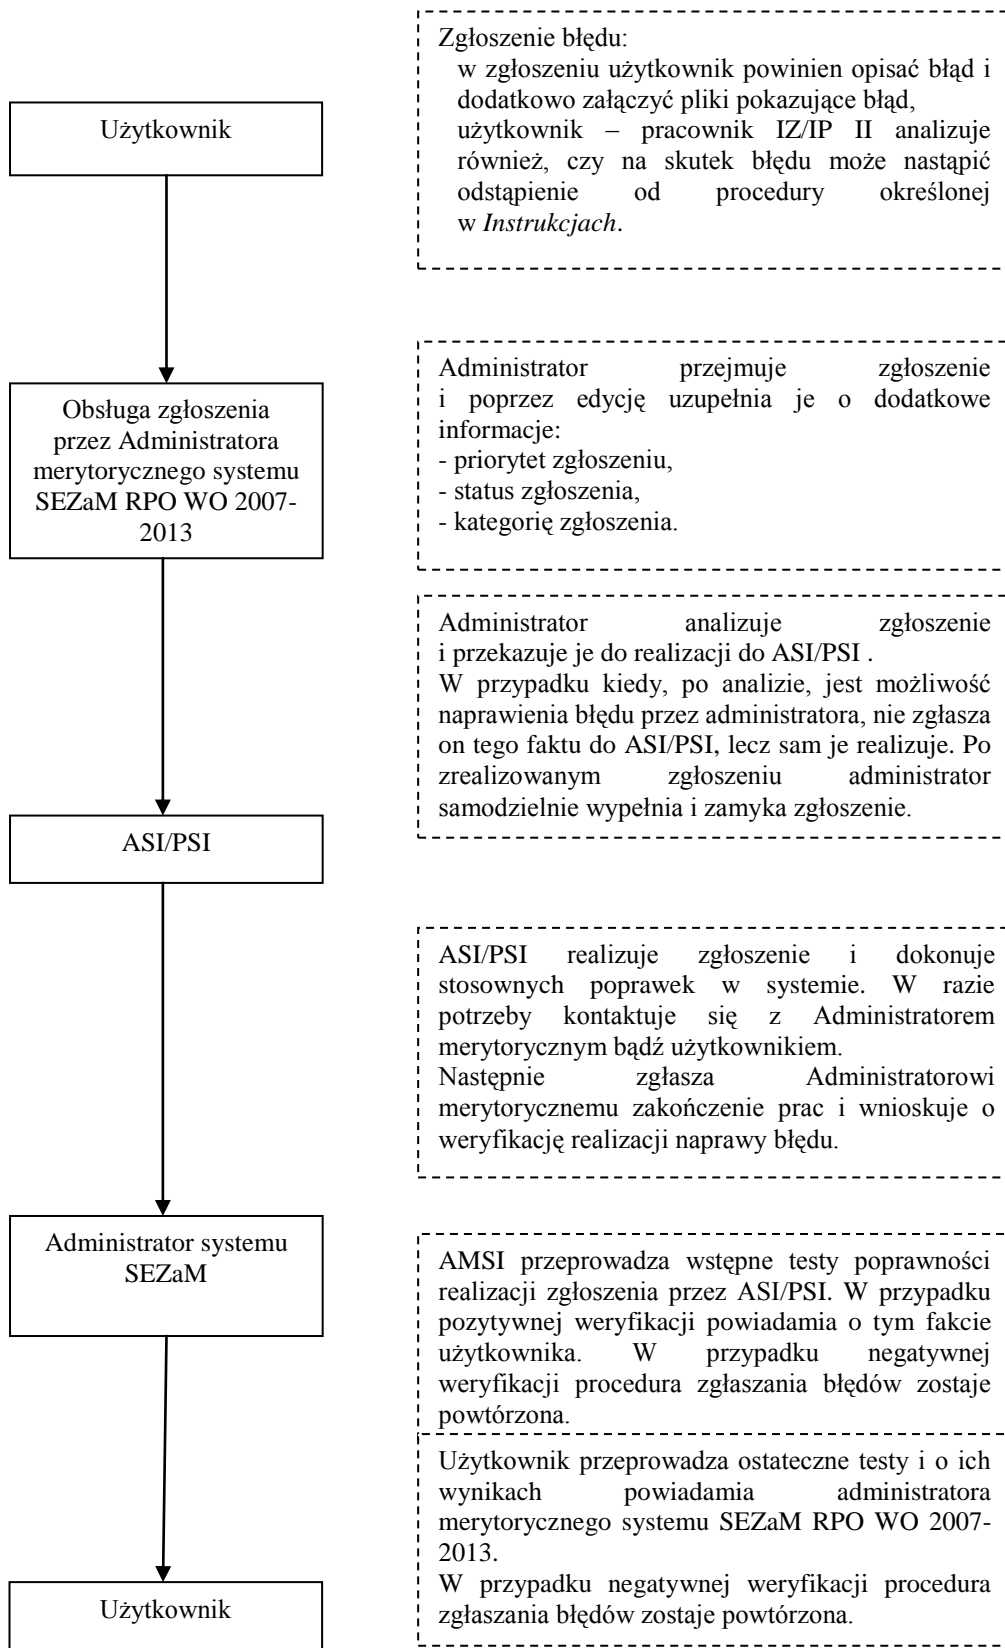 Zgłoszenie błędu:
w zgłoszeniu użytkownik powinien opisać błąd i
dodatkowo załączyć pliki pokazujące błąd,
użytkownik – pracownik IZ/IP II analizuje
również, czy na skutek błędu może nastąpić
odstąpienie od procedury określonej
w Instrukcjach.
Użytkownik
Administrator przejmuje zgłoszenie
i poprzez edycję uzupełnia je o dodatkowe
informacje:
- priorytet zgłoszeniu,
- status zgłoszenia,
- kategorię zgłoszenia.
Obsługa zgłoszenia
przez Administratora
merytorycznego systemu
SEZaM RPO WO 2007-
2013
Administrator analizuje zgłoszenie
i przekazuje je do realizacji do ASI/PSI .
W przypadku kiedy, po analizie, jest możliwość
naprawienia błędu przez administratora, nie zgłasza
on tego faktu do ASI/PSI, lecz sam je realizuje. Po
zrealizowanym zgłoszeniu administrator
samodzielnie wypełnia i zamyka zgłoszenie.
ASI/PSI
ASI/PSI realizuje zgłoszenie i dokonuje
stosownych poprawek w systemie. W razie
potrzeby kontaktuje się z Administratorem
merytorycznym bądź użytkownikiem.
Następnie zgłasza Administratorowi
merytorycznemu zakończenie prac i wnioskuje o
weryfikację realizacji naprawy błędu.
Administrator systemu
SEZaM
AMSI przeprowadza wstępne testy poprawności
realizacji zgłoszenia przez ASI/PSI. W przypadku
pozytywnej weryfikacji powiadamia o tym fakcie
użytkownika. W przypadku negatywnej
weryfikacji procedura zgłaszania błędów zostaje
powtórzona.
Użytkownik przeprowadza ostateczne testy i o ich
wynikach powiadamia administratora
merytorycznego systemu SEZaM RPO WO 2007-
2013.
W przypadku negatywnej weryfikacji procedura
zgłaszania błędów zostaje powtórzona.
Użytkownik